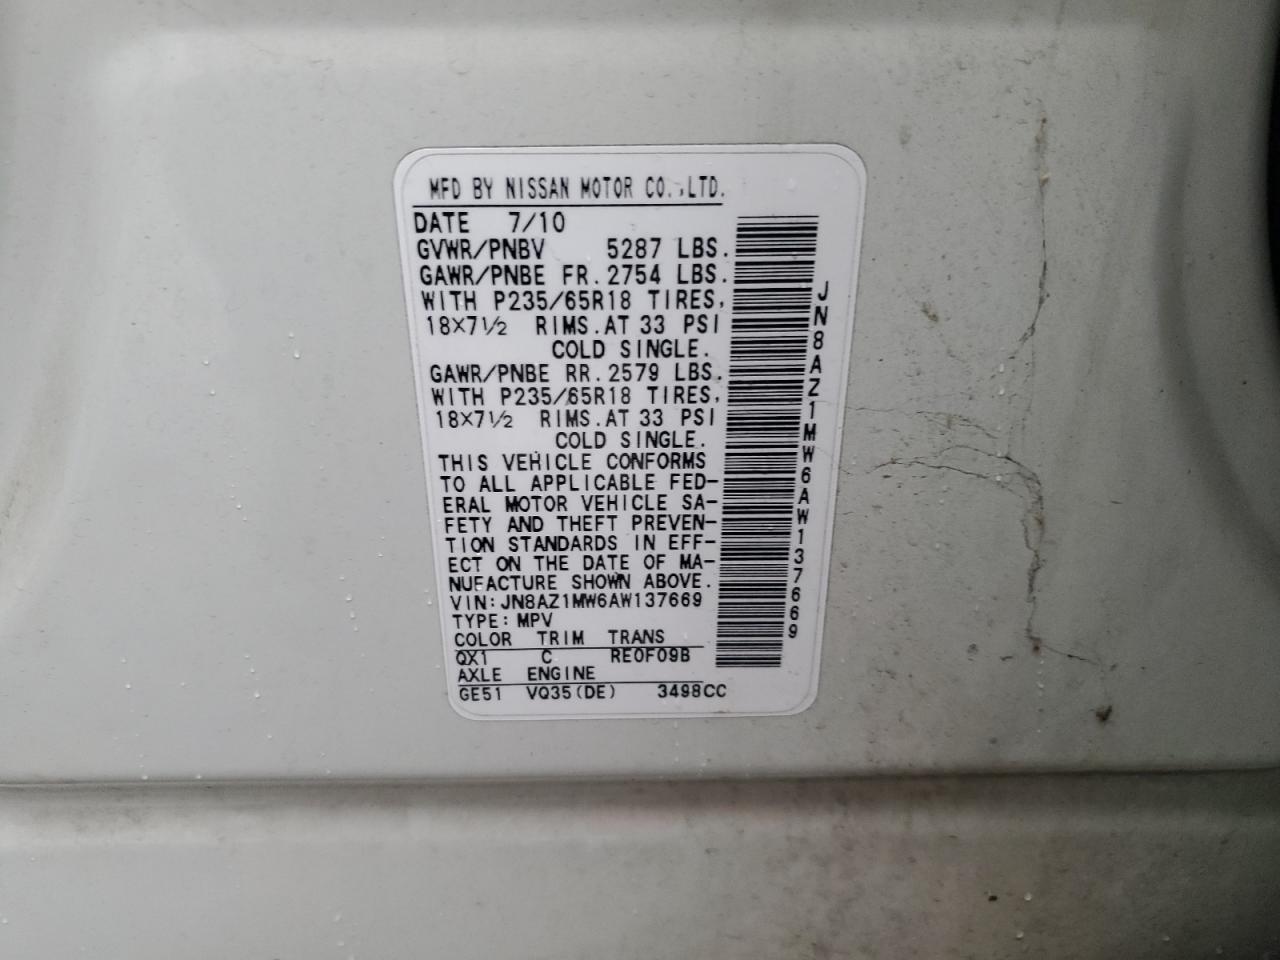 MFD BY NISSAN MOTOR CO.,LTD.
DATE 7/10
GVWR/PNBV 5287 LBS.
GAWR/PNBE FR. 2754 LBS.
WITH P235/65R18 TIRES,
18×7½ RIMS. AT 33 PSI
COLD SINGLE.
GAWR/PNBE RR. 2579 LBS.
WITH P235/65R18 TIRES,
18×7½ RIMS. AT 33 PSI
COLD SINGLE.
THIS VEHICLE CONFORMS
TO ALL APPLICABLE FED-
ERAL MOTOR VEHICLE SA-
FETY AND THEFT PREVEN-
TION STANDARDS IN EFF-
ECT ON THE DATE OF MA-
NUFACTURE SHOWN ABOVE.
VIN: JN8AZ1MW6AW137669
TYPE: MPV
COLOR TRIM TRANS
QX1 C RE0F09B
AXLE ENGINE
GE51 VQ35(DE) 3498CC
JN8AZ1MW6AW137669